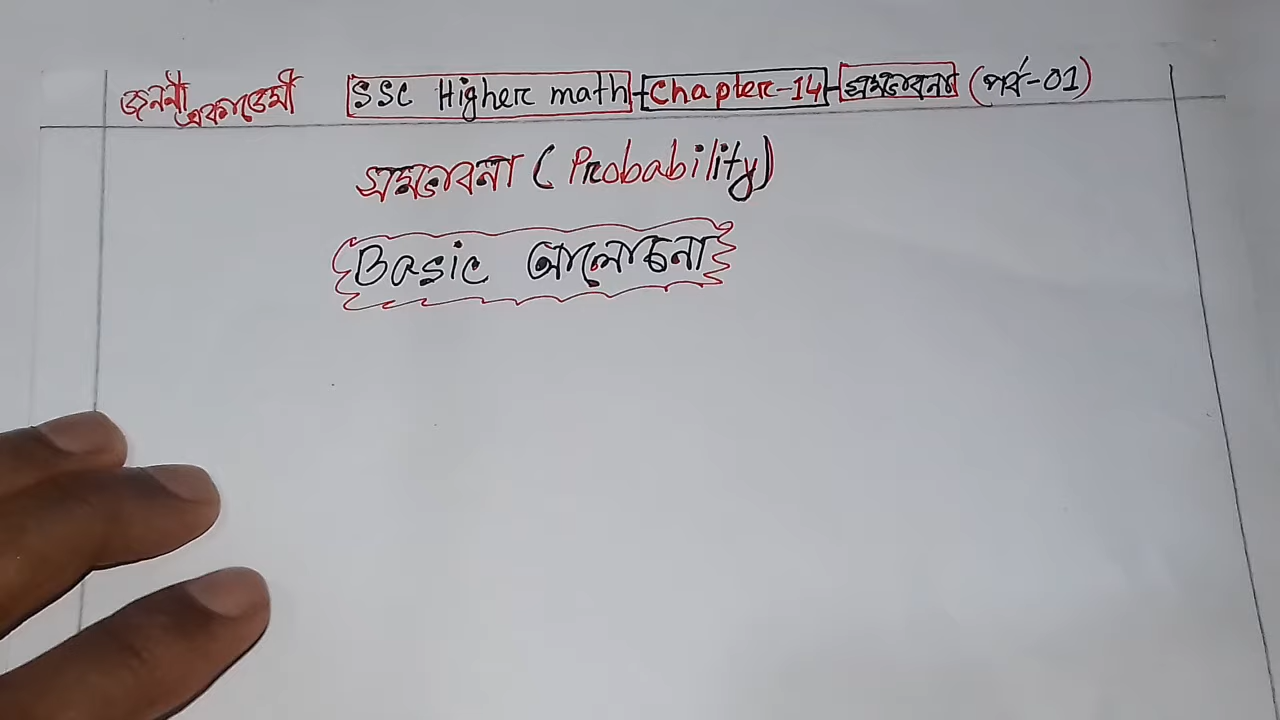 জননী একাডেমী SSC Higher math-Chapter-14-সম্ভাবনা (পর্ব-01)
সম্ভাবনা (Probability)
Basic আলোচনা